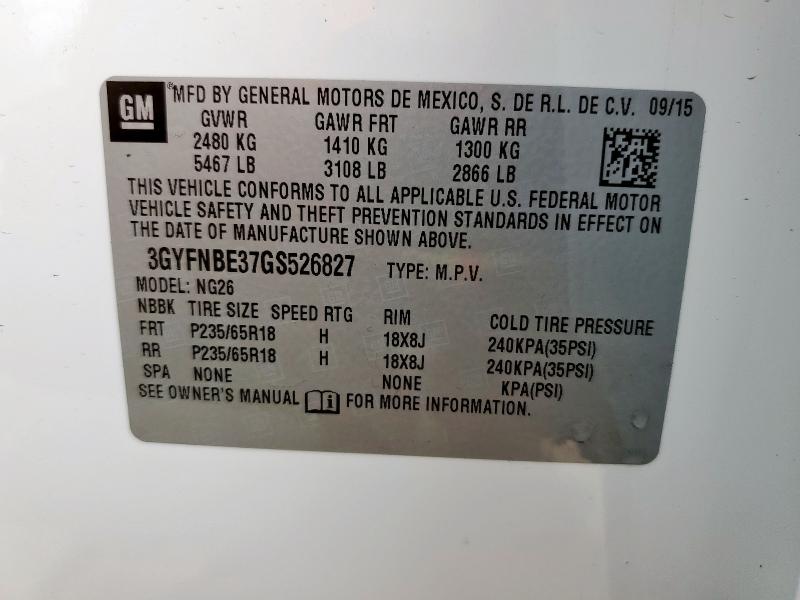 GM
®MFD BY GENERAL MOTORS DE MEXICO, S. DE R.L. DE C.V. 09/15
GVWR GAWR FRT GAWR RR
2480 KG 1410 KG 1300 KG
5467 LB 3108 LB 2866 LB
THIS VEHICLE CONFORMS TO ALL APPLICABLE U.S. FEDERAL MOTOR
VEHICLE SAFETY AND THEFT PREVENTION STANDARDS IN EFFECT ON
THE DATE OF MANUFACTURE SHOWN ABOVE.
3GYFNBE37GS526827 TYPE: M.P.V.
MODEL: NG26
NBBK TIRE SIZE SPEED RTG RIM COLD TIRE PRESSURE
FRT P235/65R18 H 18X8J 240KPA(35PSI)
RR P235/65R18 H 18X8J 240KPA(35PSI)
SPA NONE NONE KPA(PSI)
SEE OWNER'S MANUAL i FOR MORE INFORMATION.